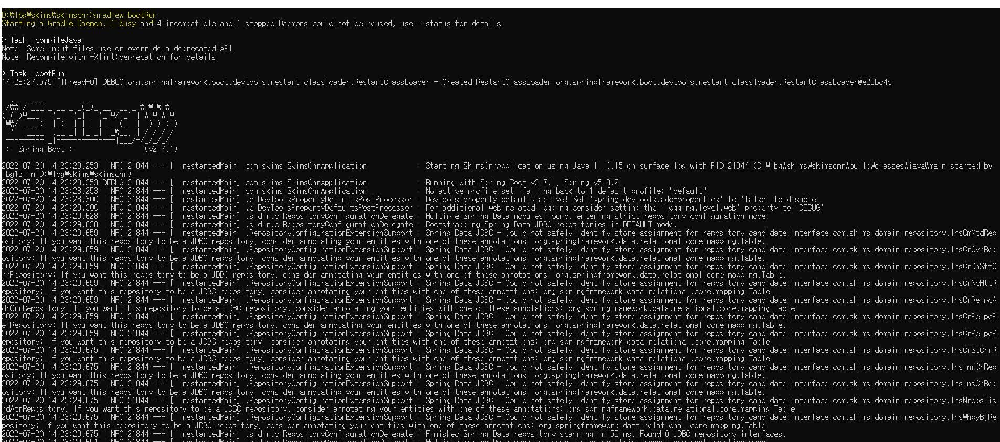 D:₩lbg₩skims₩skimscnr>gradlew bootRun
Starting a Gradle Daemon, 1 busy and 4 incompatible and 1 stopped Daemons could not be reused, use --status for details
> Task :compileJava
Note: Some input files use or override a deprecated API.
Note: Recompile with -Xlint:deprecation for details.
> Task :bootRun
14:23:27.575 [Thread-0] DEBUG org.springframework.boot.devtools.restart.classloader.RestartClassLoader - Created RestartClassLoader org.springframework.boot.devtools.restart.classloader.RestartClassLoader@e25bc4c
  .   ____          _            __ _ _
 /₩₩ / ___'_ __ _ _(_)_ __  __ _ ₩ ₩ ₩ ₩
( ( )₩___ | '_ | '_| | '_ ₩/ _` | ₩ ₩ ₩ ₩
 ₩₩/  ___)| |_)| | | | | || (_| |  ) ) ) )
  '  |____| .__|_| |_|_| |_₩__, | / / / /
 =========|_|==============|___/=/_/_/_/
 :: Spring Boot ::                (v2.7.1)
2022-07-20 14:23:28.253  INFO 21844 --- [  restartedMain] com.skims.SkimsCnrApplication            : Starting SkimsCnrApplication using Java 11.0.15 on surface-lbg with PID 21844 (D:₩lbg₩skims₩skimscnr₩build₩classes₩java₩main started by
lbg12 in D:₩lbg₩skims₩skimscnr)
2022-07-20 14:23:28.253 DEBUG 21844 --- [  restartedMain] com.skims.SkimsCnrApplication            : Running with Spring Boot v2.7.1, Spring v5.3.21
2022-07-20 14:23:28.253  INFO 21844 --- [  restartedMain] com.skims.SkimsCnrApplication            : No active profile set, falling back to 1 default profile: "default"
2022-07-20 14:23:28.300  INFO 21844 --- [  restartedMain] .e.DevToolsPropertyDefaultsPostProcessor : Devtools property defaults active! Set 'spring.devtools.add-properties' to 'false' to disable
2022-07-20 14:23:28.300  INFO 21844 --- [  restartedMain] .e.DevToolsPropertyDefaultsPostProcessor : For additional web related logging consider setting the 'logging.level.web' property to 'DEBUG'
2022-07-20 14:23:29.628  INFO 21844 --- [  restartedMain] .s.d.r.c.RepositoryConfigurationDelegate : Multiple Spring Data modules found, entering strict repository configuration mode
2022-07-20 14:23:29.628  INFO 21844 --- [  restartedMain] .s.d.r.c.RepositoryConfigurationDelegate : Bootstrapping Spring Data JDBC repositories in DEFAULT mode.
2022-07-20 14:23:29.659  INFO 21844 --- [  restartedMain] .RepositoryConfigurationExtensionSupport : Spring Data JDBC - Could not safely identify store assignment for repository candidate interface com.skims.domain.repository.InsCmMtdRep
ository; If you want this repository to be a JDBC repository, consider annotating your entities with one of these annotations: org.springframework.data.relational.core.mapping.Table.
2022-07-20 14:23:29.659  INFO 21844 --- [  restartedMain] .RepositoryConfigurationExtensionSupport : Spring Data JDBC - Could not safely identify store assignment for repository candidate interface com.skims.domain.repository.InsCrCvrRep
ository; If you want this repository to be a JDBC repository, consider annotating your entities with one of these annotations: org.springframework.data.relational.core.mapping.Table.
2022-07-20 14:23:29.659  INFO 21844 --- [  restartedMain] .RepositoryConfigurationExtensionSupport : Spring Data JDBC - Could not safely identify store assignment for repository candidate interface com.skims.domain.repository.InsCrDhStfC
rrRepository; If you want this repository to be a JDBC repository, consider annotating your entities with one of these annotations: org.springframework.data.relational.core.mapping.Table.
2022-07-20 14:23:29.659  INFO 21844 --- [  restartedMain] .RepositoryConfigurationExtensionSupport : Spring Data JDBC - Could not safely identify store assignment for repository candidate interface com.skims.domain.repository.InsCrNcMttR
epository; If you want this repository to be a JDBC repository, consider annotating your entities with one of these annotations: org.springframework.data.relational.core.mapping.Table.
2022-07-20 14:23:29.659  INFO 21844 --- [  restartedMain] .RepositoryConfigurationExtensionSupport : Spring Data JDBC - Could not safely identify store assignment for repository candidate interface com.skims.domain.repository.InsCrRelpcA
drCrrRepository; If you want this repository to be a JDBC repository, consider annotating your entities with one of these annotations: org.springframework.data.relational.core.mapping.Table.
2022-07-20 14:23:29.659  INFO 21844 --- [  restartedMain] .RepositoryConfigurationExtensionSupport : Spring Data JDBC - Could not safely identify store assignment for repository candidate interface com.skims.domain.repository.InsCrRelpcR
elRepository; If you want this repository to be a JDBC repository, consider annotating your entities with one of these annotations: org.springframework.data.relational.core.mapping.Table.
2022-07-20 14:23:29.659  INFO 21844 --- [  restartedMain] .RepositoryConfigurationExtensionSupport : Spring Data JDBC - Could not safely identify store assignment for repository candidate interface com.skims.domain.repository.InsCrRelpcR
epository; If you want this repository to be a JDBC repository, consider annotating your entities with one of these annotations: org.springframework.data.relational.core.mapping.Table.
2022-07-20 14:23:29.675  INFO 21844 --- [  restartedMain] .RepositoryConfigurationExtensionSupport : Spring Data JDBC - Could not safely identify store assignment for repository candidate interface com.skims.domain.repository.InsCrStCrrR
epository; If you want this repository to be a JDBC repository, consider annotating your entities with one of these annotations: org.springframework.data.relational.core.mapping.Table.
2022-07-20 14:23:29.675  INFO 21844 --- [  restartedMain] .RepositoryConfigurationExtensionSupport : Spring Data JDBC - Could not safely identify store assignment for repository candidate interface com.skims.domain.repository.InsInrCrRep
ository; If you want this repository to be a JDBC repository, consider annotating your entities with one of these annotations: org.springframework.data.relational.core.mapping.Table.
2022-07-20 14:23:29.675  INFO 21844 --- [  restartedMain] .RepositoryConfigurationExtensionSupport : Spring Data JDBC - Could not safely identify store assignment for repository candidate interface com.skims.domain.repository.InsInsCrRep
ository; If you want this repository to be a JDBC repository, consider annotating your entities with one of these annotations: org.springframework.data.relational.core.mapping.Table.
2022-07-20 14:23:29.675  INFO 21844 --- [  restartedMain] .RepositoryConfigurationExtensionSupport : Spring Data JDBC - Could not safely identify store assignment for repository candidate interface com.skims.domain.repository.InsNrdpsTis
rdAtrRepository; If you want this repository to be a JDBC repository, consider annotating your entities with one of these annotations: org.springframework.data.relational.core.mapping.Table.
2022-07-20 14:23:29.675  INFO 21844 --- [  restartedMain] .RepositoryConfigurationExtensionSupport : Spring Data JDBC - Could not safely identify store assignment for repository candidate interface com.skims.domain.repository.InsWhpyBjRe
pository; If you want this repository to be a JDBC repository, consider annotating your entities with one of these annotations: org.springframework.data.relational.core.mapping.Table.
2022-07-20 14:23:29.675  INFO 21844 --- [  restartedMain] .s.d.r.c.RepositoryConfigurationDelegate : Finished Spring Data repository scanning in 55 ms. Found 0 JDBC repository interfaces.
2022-07-20 14:23:29.691  INFO 21844 --- [  restartedMain] .s.d.r.c.RepositoryConfigurationDelegate : Multiple Spring Data modules found, entering strict repository configuration mode